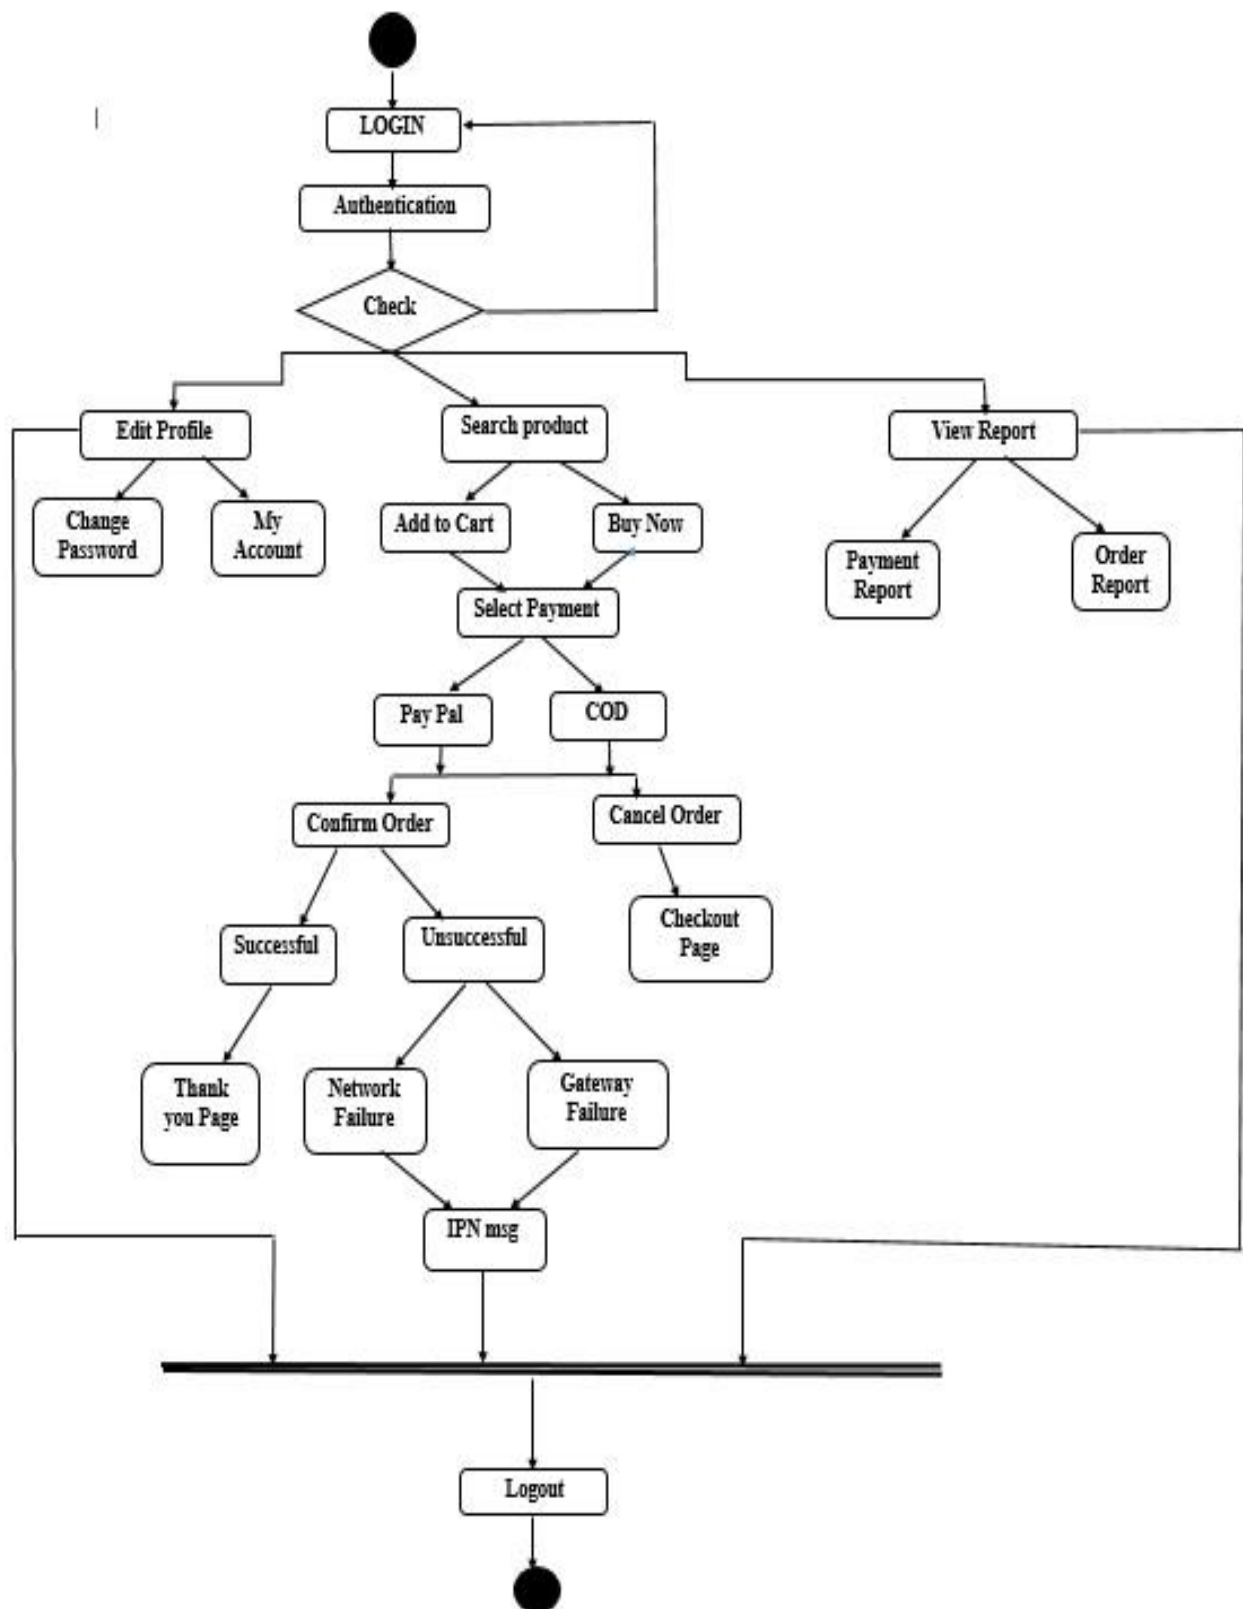 LOGIN
Authentication
Check
Edit Profile
Search product
View Report
Change
Password
My
Account
Add to Cart
Buy Now
Payment
Report
Order
Report
Select Payment
Pay Pal
COD
Confirm Order
Cancel Order
Successful
Unsuccessful
Checkout
Page
Thank
you Page
Network
Failure
Gateway
Failure
IPN msg
Logout